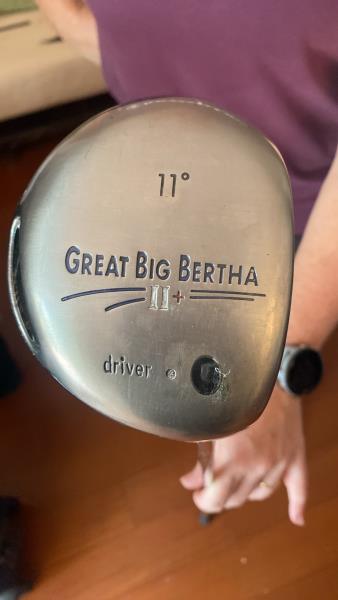 11°
GREAT BIG BERTHA
II+
driver